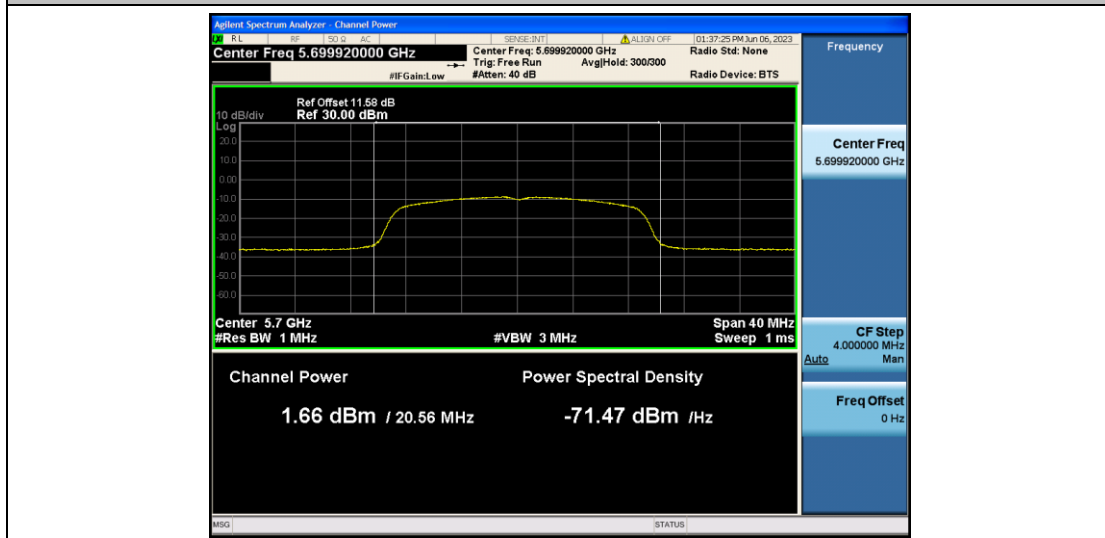 Agilent Spectrum Analyzer - Channel Power
RL RF 50 Ω AC SENSE:INT ALIGN OFF 01:37:25 PM Jun 06, 2023
Center Freq 5.699920000 GHz
Center Freq: 5.699920000 GHz Radio Std: None
Trig: Free Run Avg|Hold: 300/300
#IFGain:Low #Atten: 40 dB Radio Device: BTS
Ref Offset 11.58 dB
10 dB/div Ref 30.00 dBm
Log
20.0
10.0
0.00
-10.0
-20.0
-30.0
-40.0
-50.0
-60.0
Center 5.7 GHz Span 40 MHz
#Res BW 1 MHz #VBW 3 MHz Sweep 1 ms
Channel Power Power Spectral Density
1.66 dBm / 20.56 MHz -71.47 dBm /Hz
MSG STATUS
Frequency
Center Freq
5.699920000 GHz
CF Step
4.000000 MHz
Auto Man
Freq Offset
0 Hz